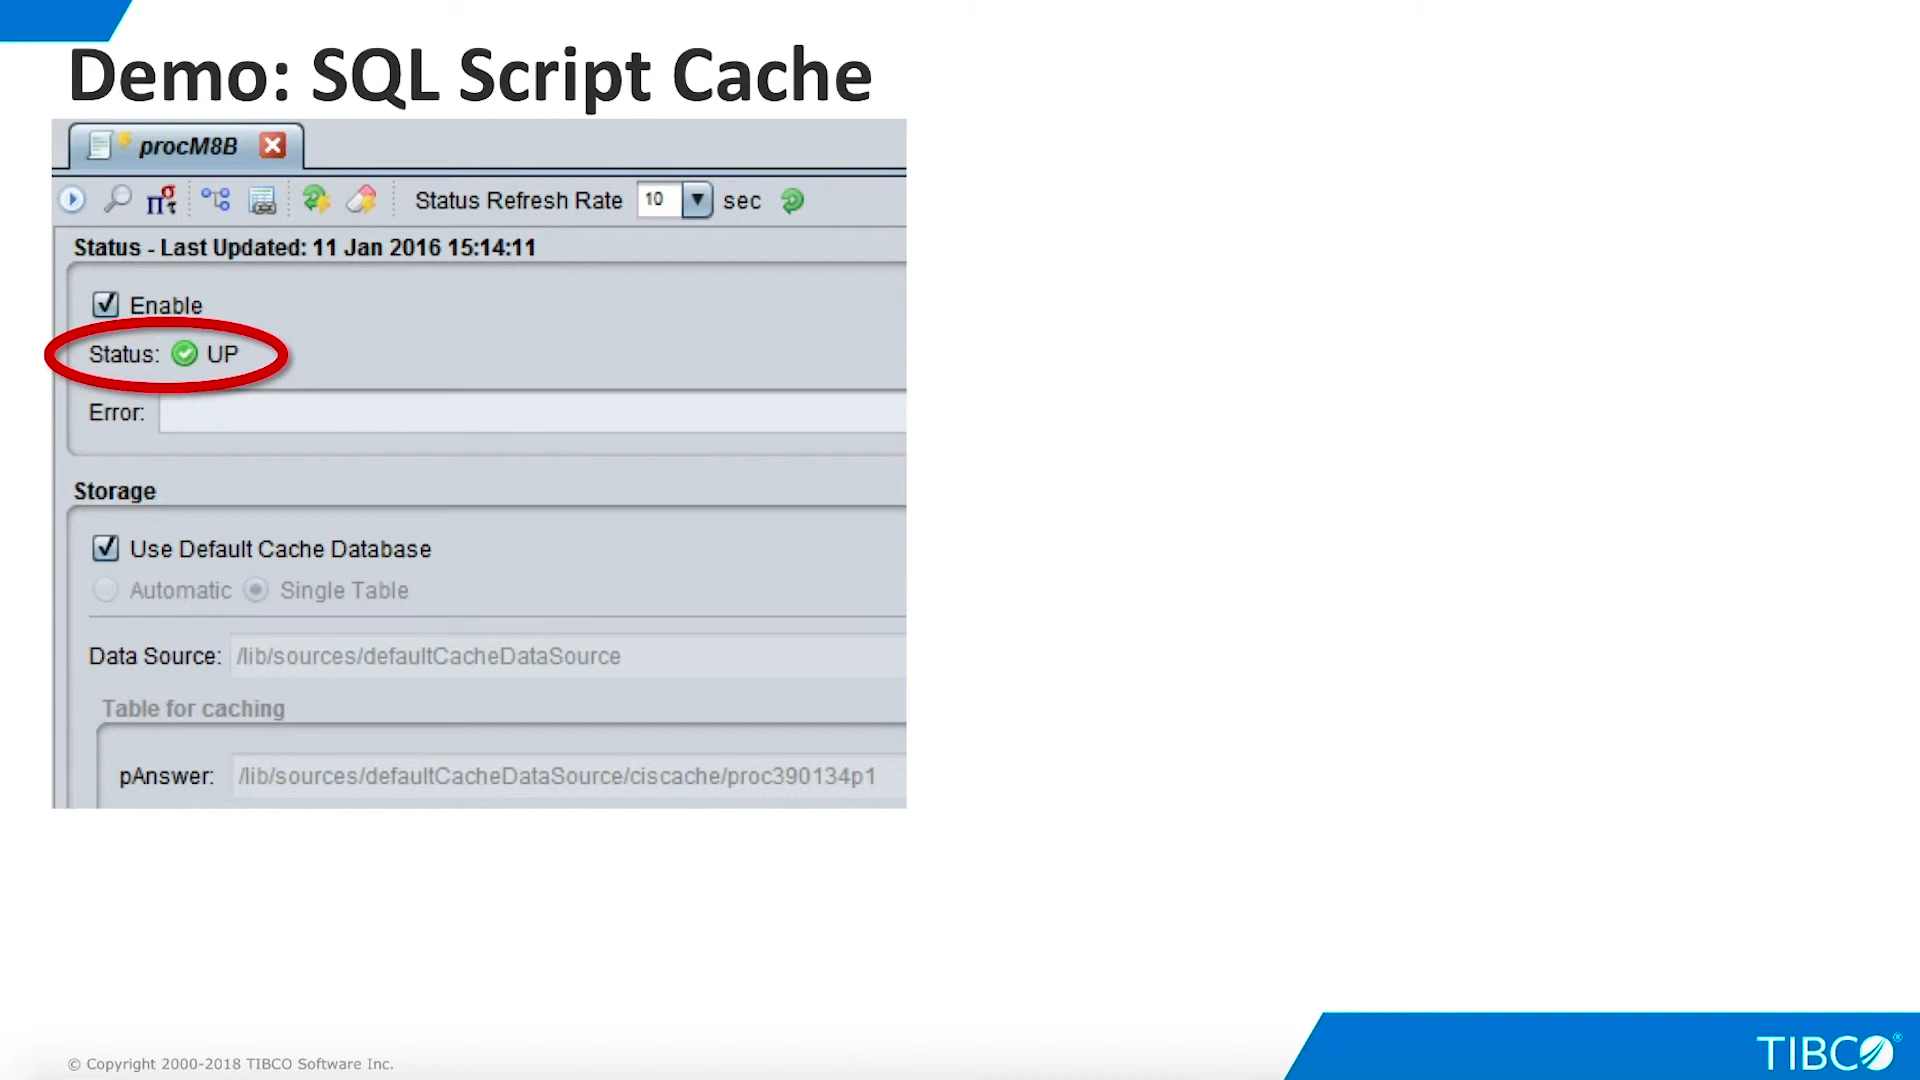 Demo: SQL Script Cache
procM8B
Status Refresh Rate 10 sec
Status - Last Updated: 11 Jan 2016 15:14:11
Enable
Status: UP
Error:
Storage
Use Default Cache Database
Automatic Single Table
Data Source: /lib/sources/defaultCacheDataSource
Table for caching
pAnswer: /lib/sources/defaultCacheDataSource/ciscache/proc390134p1
© Copyright 2000-2018 TIBCO Software Inc.
TIBCO®